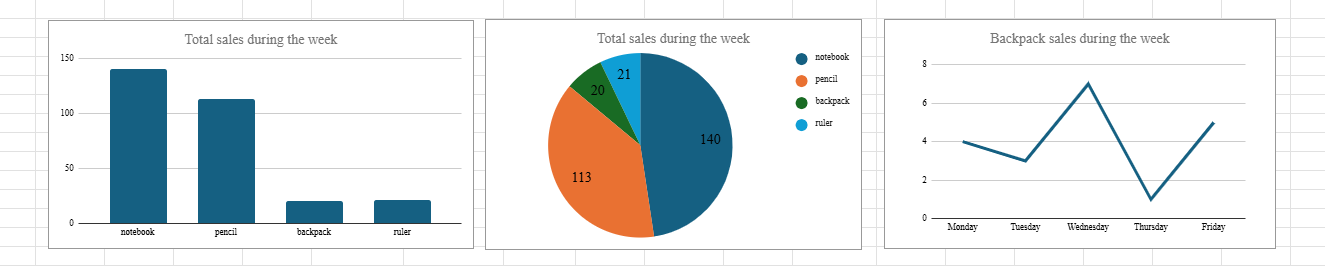 Total sales during the week
150
100
50
0
notebook pencil backpack ruler
Total sales during the week
notebook
pencil
backpack
ruler
21
20
140
113
Backpack sales during the week
8
6
4
2
0
Monday Tuesday Wednesday Thursday Friday